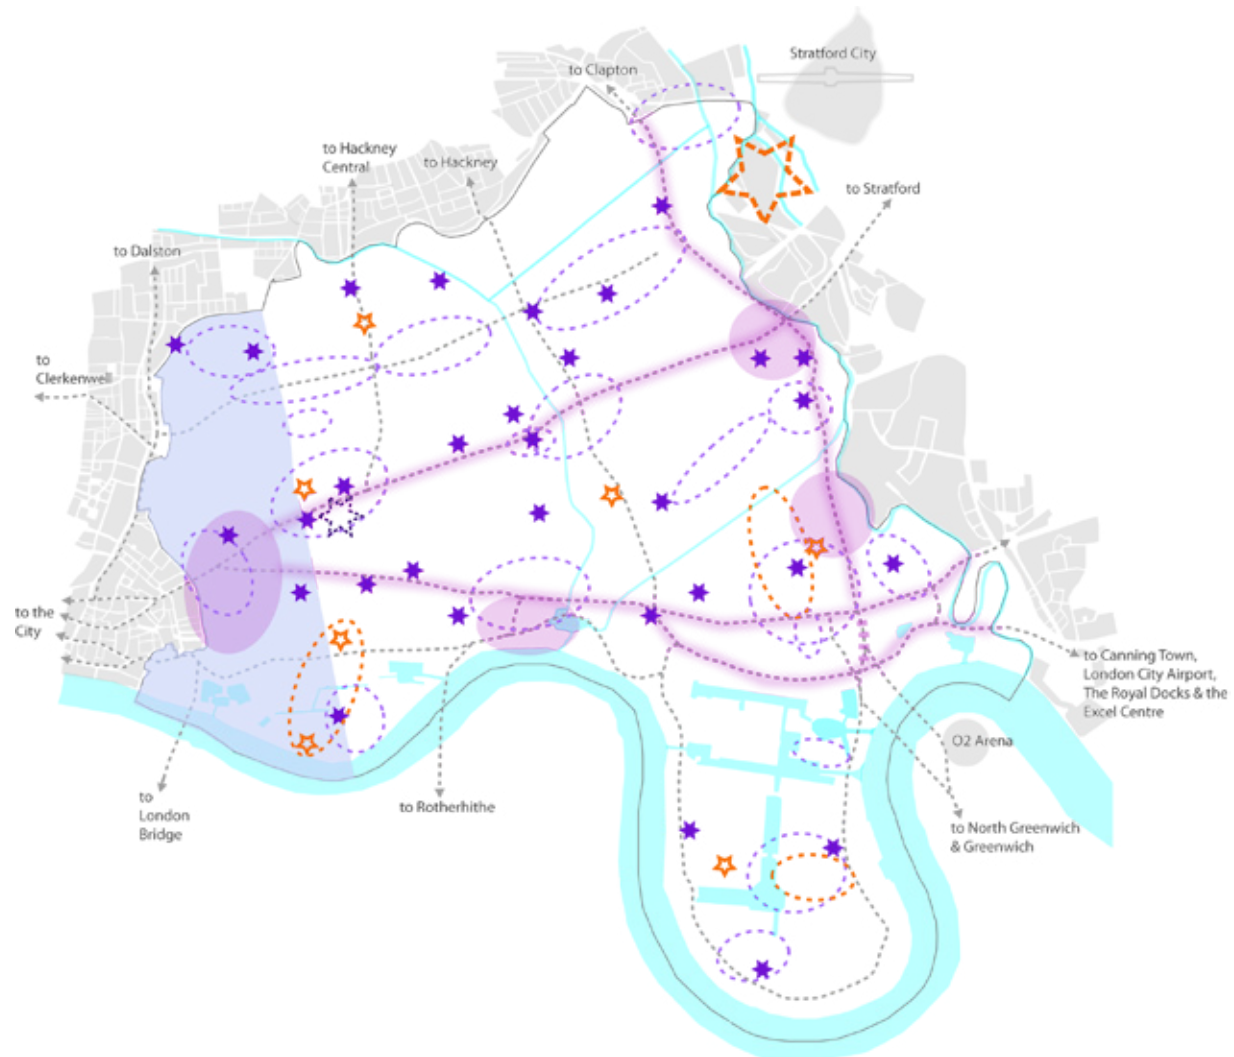 Stratford City
to Clapton
to Hackney
Central
to Hackney
to Stratford
to Dalston
to
Clerkenwell
to the
City
to Canning Town,
London City Airport,
The Royal Docks & the
Excel Centre
O2 Arena
to
London
Bridge
to Rotherhithe
to North Greenwich
& Greenwich